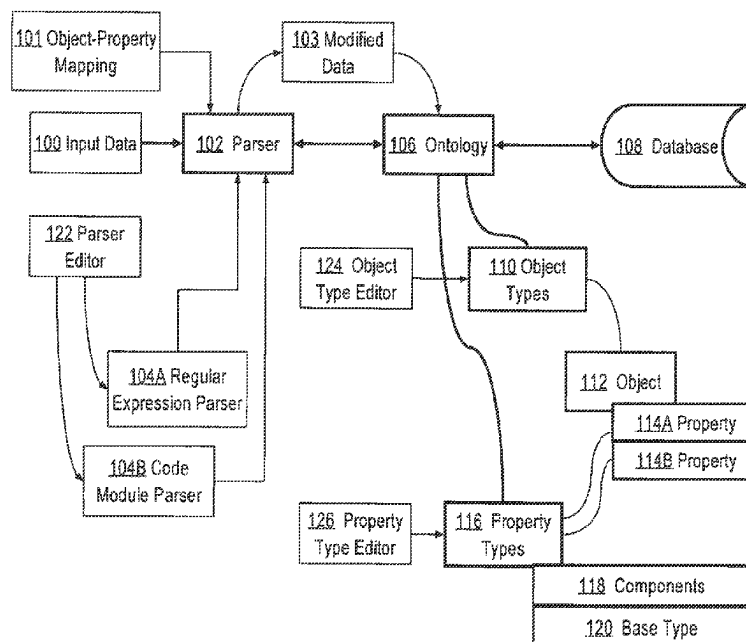 101 Object-Property
Mapping
103 Modified
Data
100 Input Data
102 Parser
106 Ontology
108 Database
122 Parser
Editor
124 Object
Type Editor
110 Object
Types
104A Regular
Expression Parser
112 Object
114A Property
114B Property
104B Code
Module Parser
126 Property
Type Editor
116 Property
Types
118 Components
120 Base Type